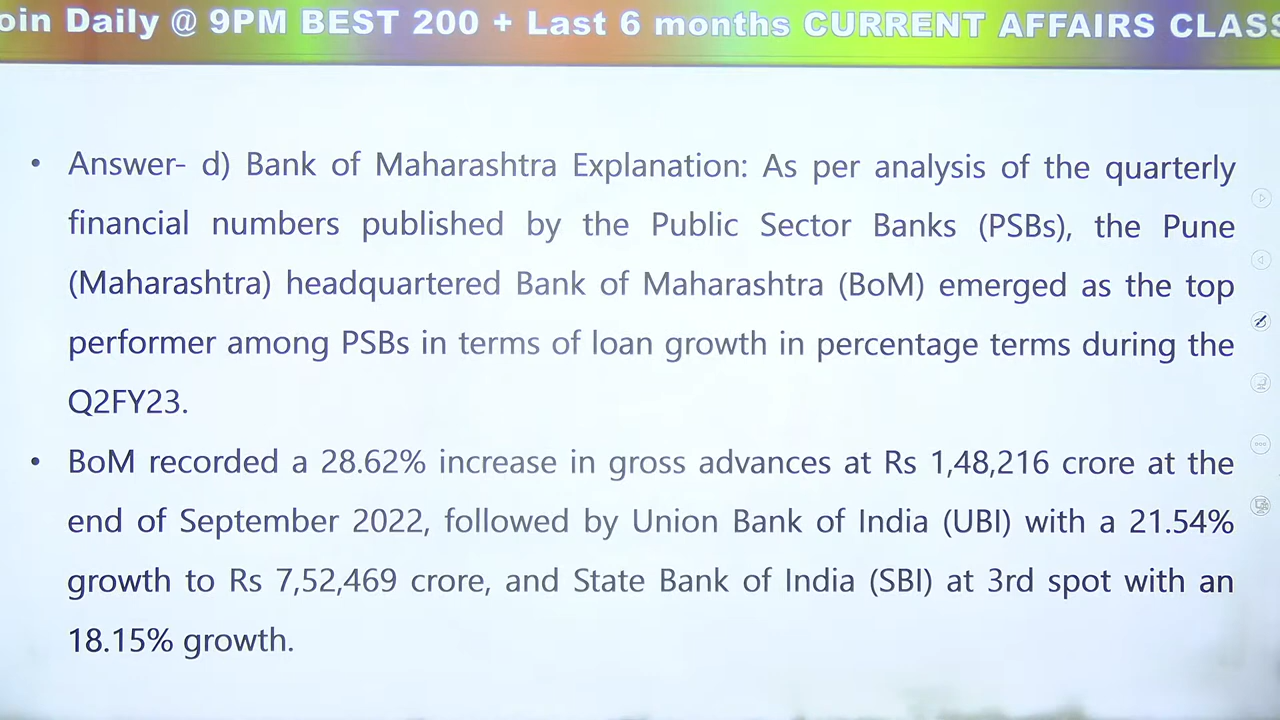 oin Daily @ 9PM BEST 200 + Last 6 months CURRENT AFFAIRS CLASS
• Answer- d) Bank of Maharashtra Explanation: As per analysis of the quarterly
financial numbers published by the Public Sector Banks (PSBs), the Pune
(Maharashtra) headquartered Bank of Maharashtra (BoM) emerged as the top
performer among PSBs in terms of loan growth in percentage terms during the
Q2FY23.
• BoM recorded a 28.62% increase in gross advances at Rs 1,48,216 crore at the
end of September 2022, followed by Union Bank of India (UBI) with a 21.54%
growth to Rs 7,52,469 crore, and State Bank of India (SBI) at 3rd spot with an
18.15% growth.